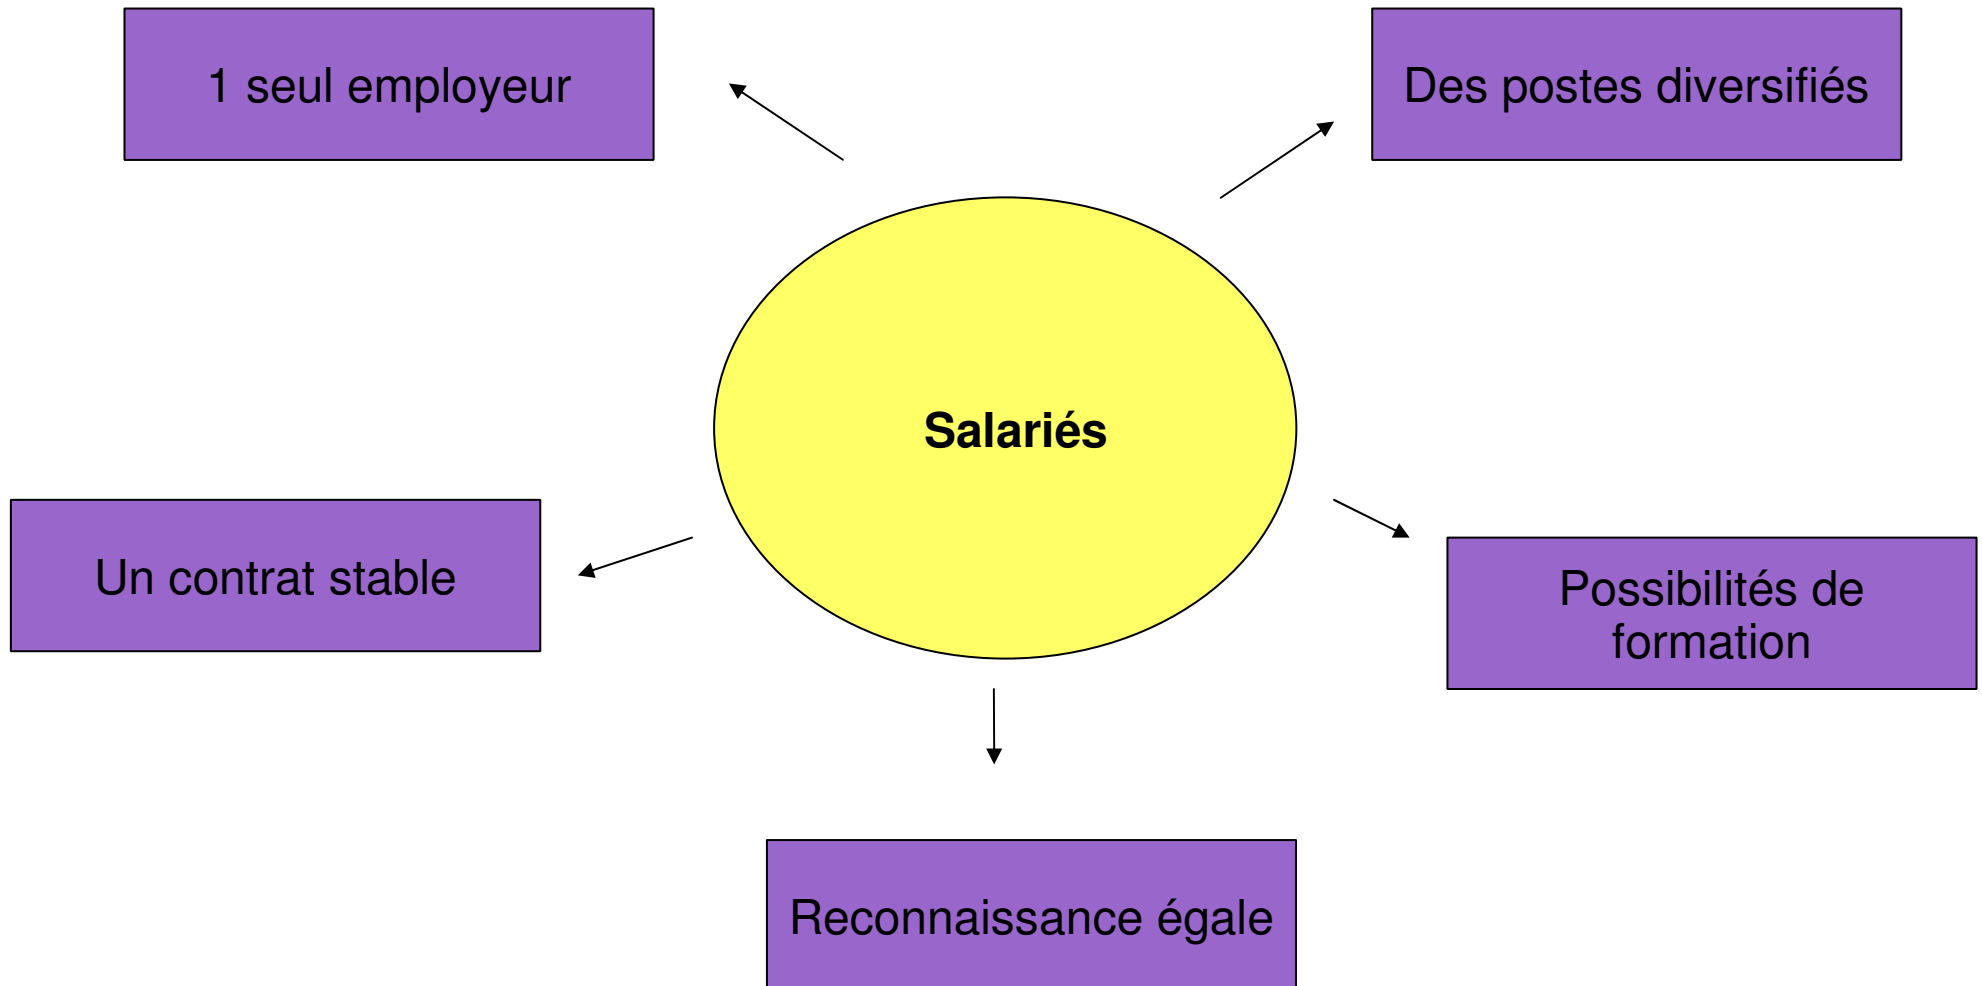 1 seul employeur
Des postes diversifiés
Salariés
Un contrat stable
Possibilités de
formation
Reconnaissance égale